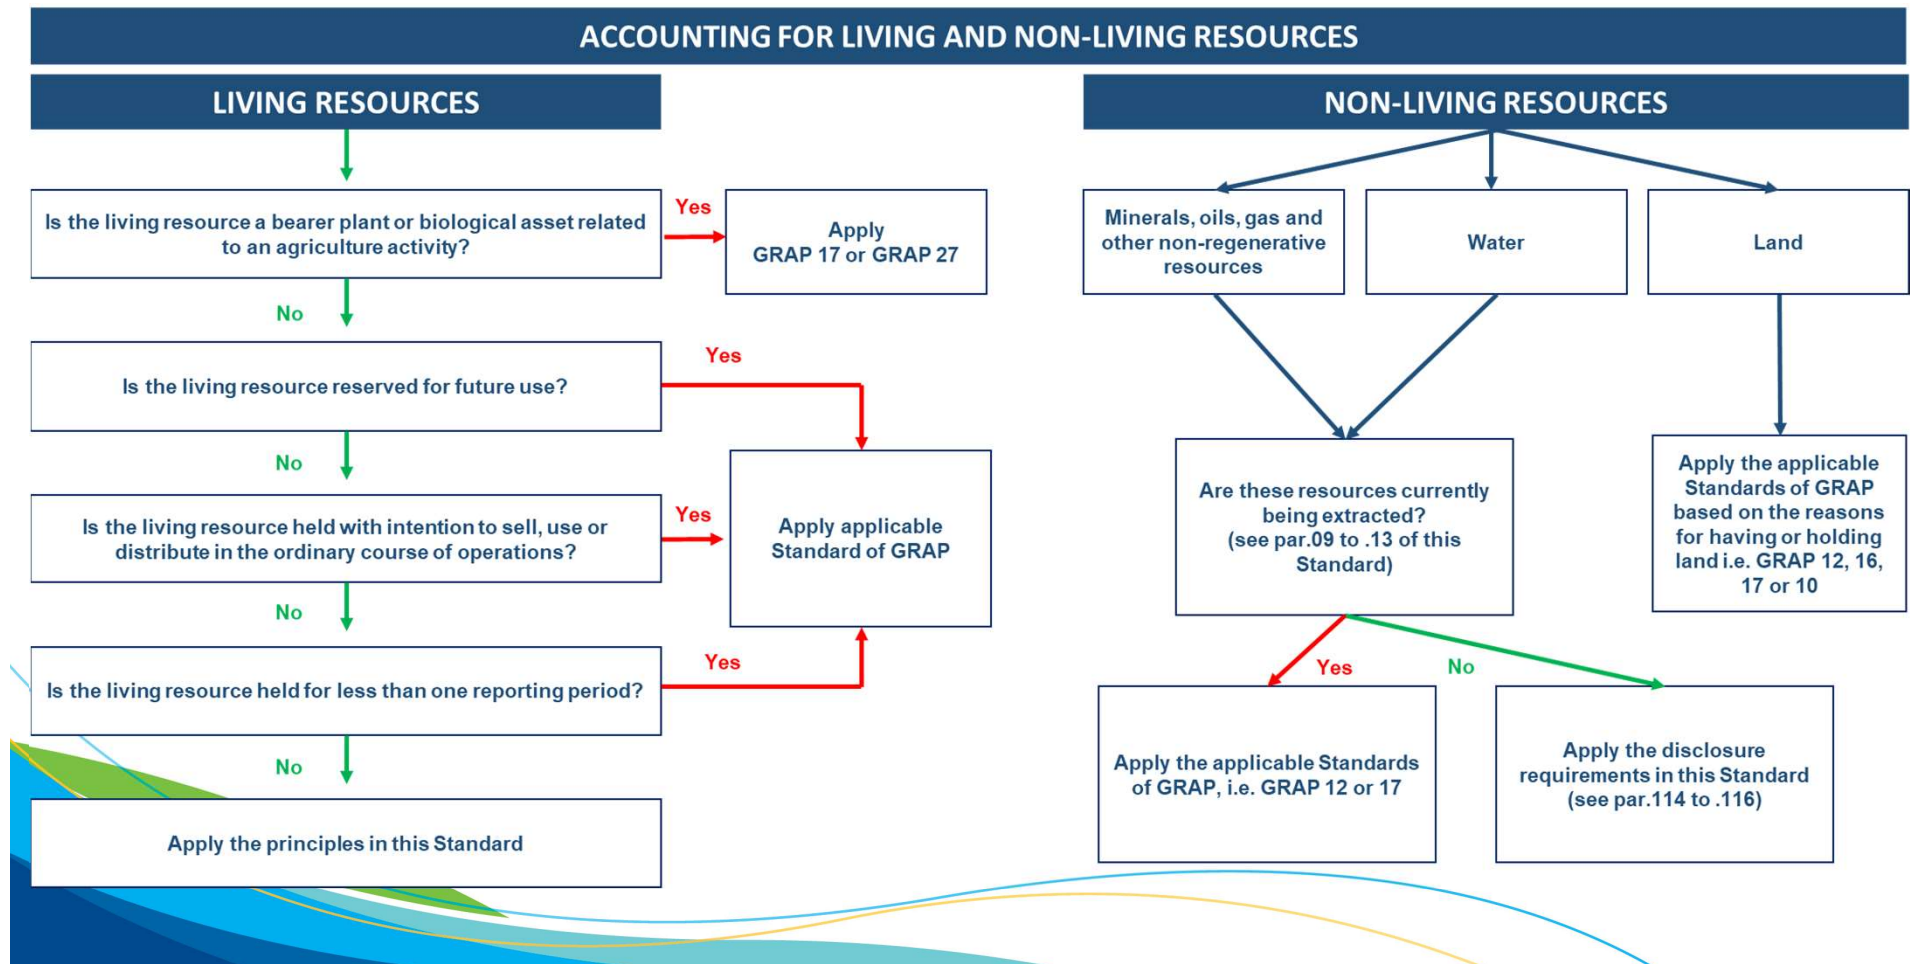 ACCOUNTING FOR LIVING AND NON-LIVING RESOURCES
LIVING RESOURCES
Is the living resource a bearer plant or biological asset related
to an agriculture activity?
Yes
Apply
GRAP 17 or GRAP 27
No
Is the living resource reserved for future use?
Yes
No
Is the living resource held with intention to sell, use or
distribute in the ordinary course of operations?
Yes
Apply applicable
Standard of GRAP
No
Is the living resource held for less than one reporting period?
Yes
No
Apply the principles in this Standard
NON-LIVING RESOURCES
Minerals, oils, gas and
other non-regenerative
resources
Water
Land
Are these resources currently
being extracted?
(see par.09 to .13 of this
Standard)
Apply the applicable
Standards of GRAP
based on the reasons
for having or holding
land i.e. GRAP 12, 16,
17 or 10
Yes
No
Apply the applicable Standards
of GRAP, i.e. GRAP 12 or 17
Apply the disclosure
requirements in this Standard
(see par.114 to .116)